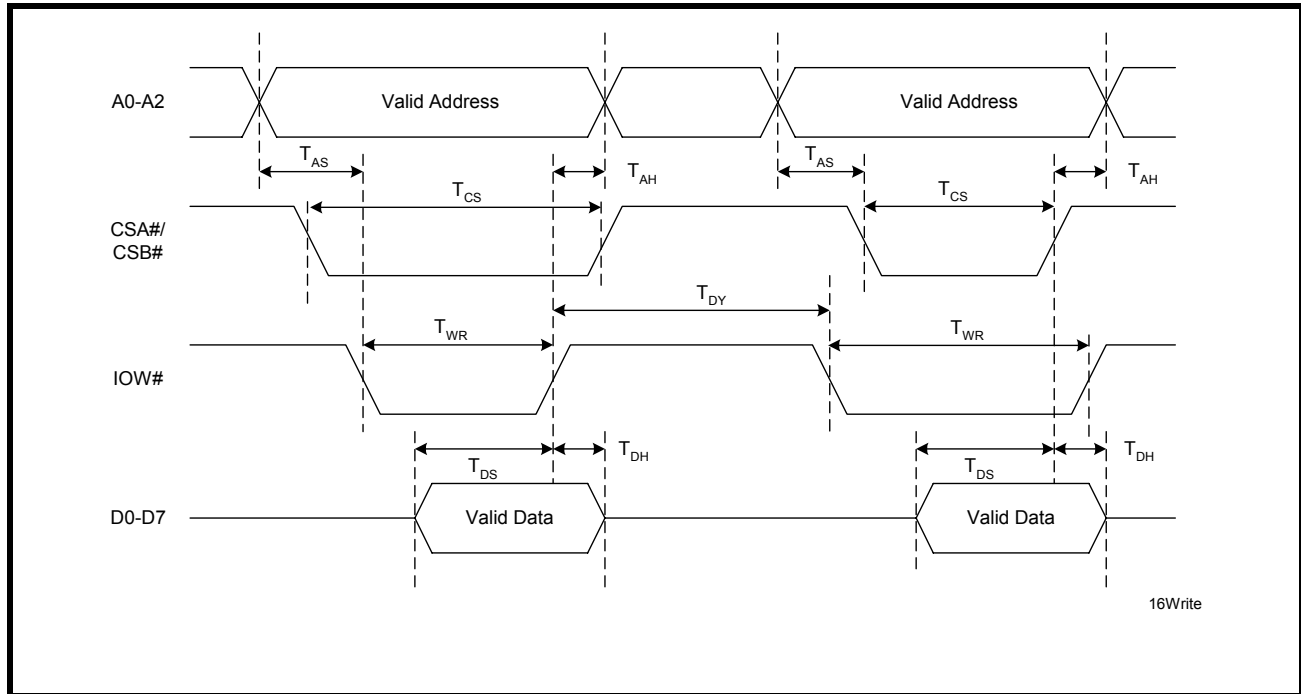 A0-A2
Valid Address
Valid Address
TAS
TAH
TAS
TAH
TCS
TCS
CSA#/
CSB#
TDY
TWR
TWR
IOW#
TDS
TDH
TDS
TDH
D0-D7
Valid Data
Valid Data
16Write